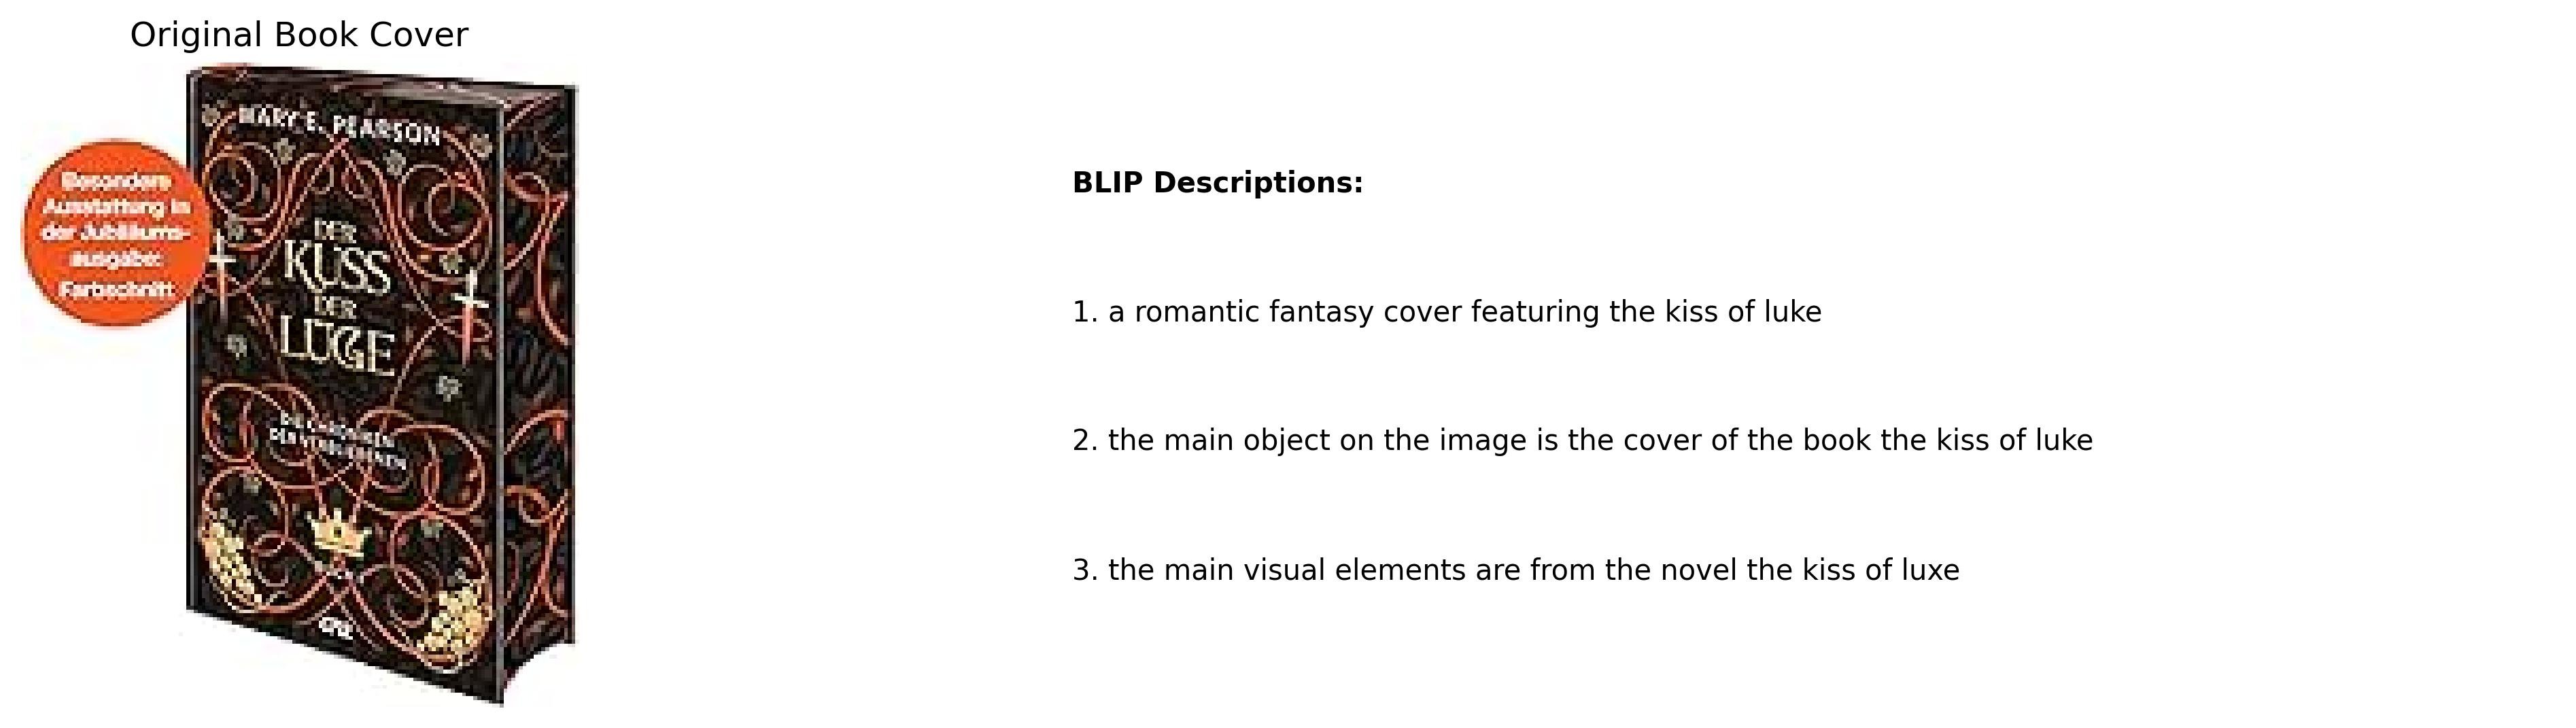 Original Book Cover
MARY E. PEARSON
Besondere
Ausstattung in
der Jubiläums-
ausgabe:
Farbschnitt
DER
KUSS
DER
LÜGE
DIE CHRONIKEN
DER VERBLIEBENEN
BLIP Descriptions:
1. a romantic fantasy cover featuring the kiss of luke
2. the main object on the image is the cover of the book the kiss of luke
3. the main visual elements are from the novel the kiss of luxe